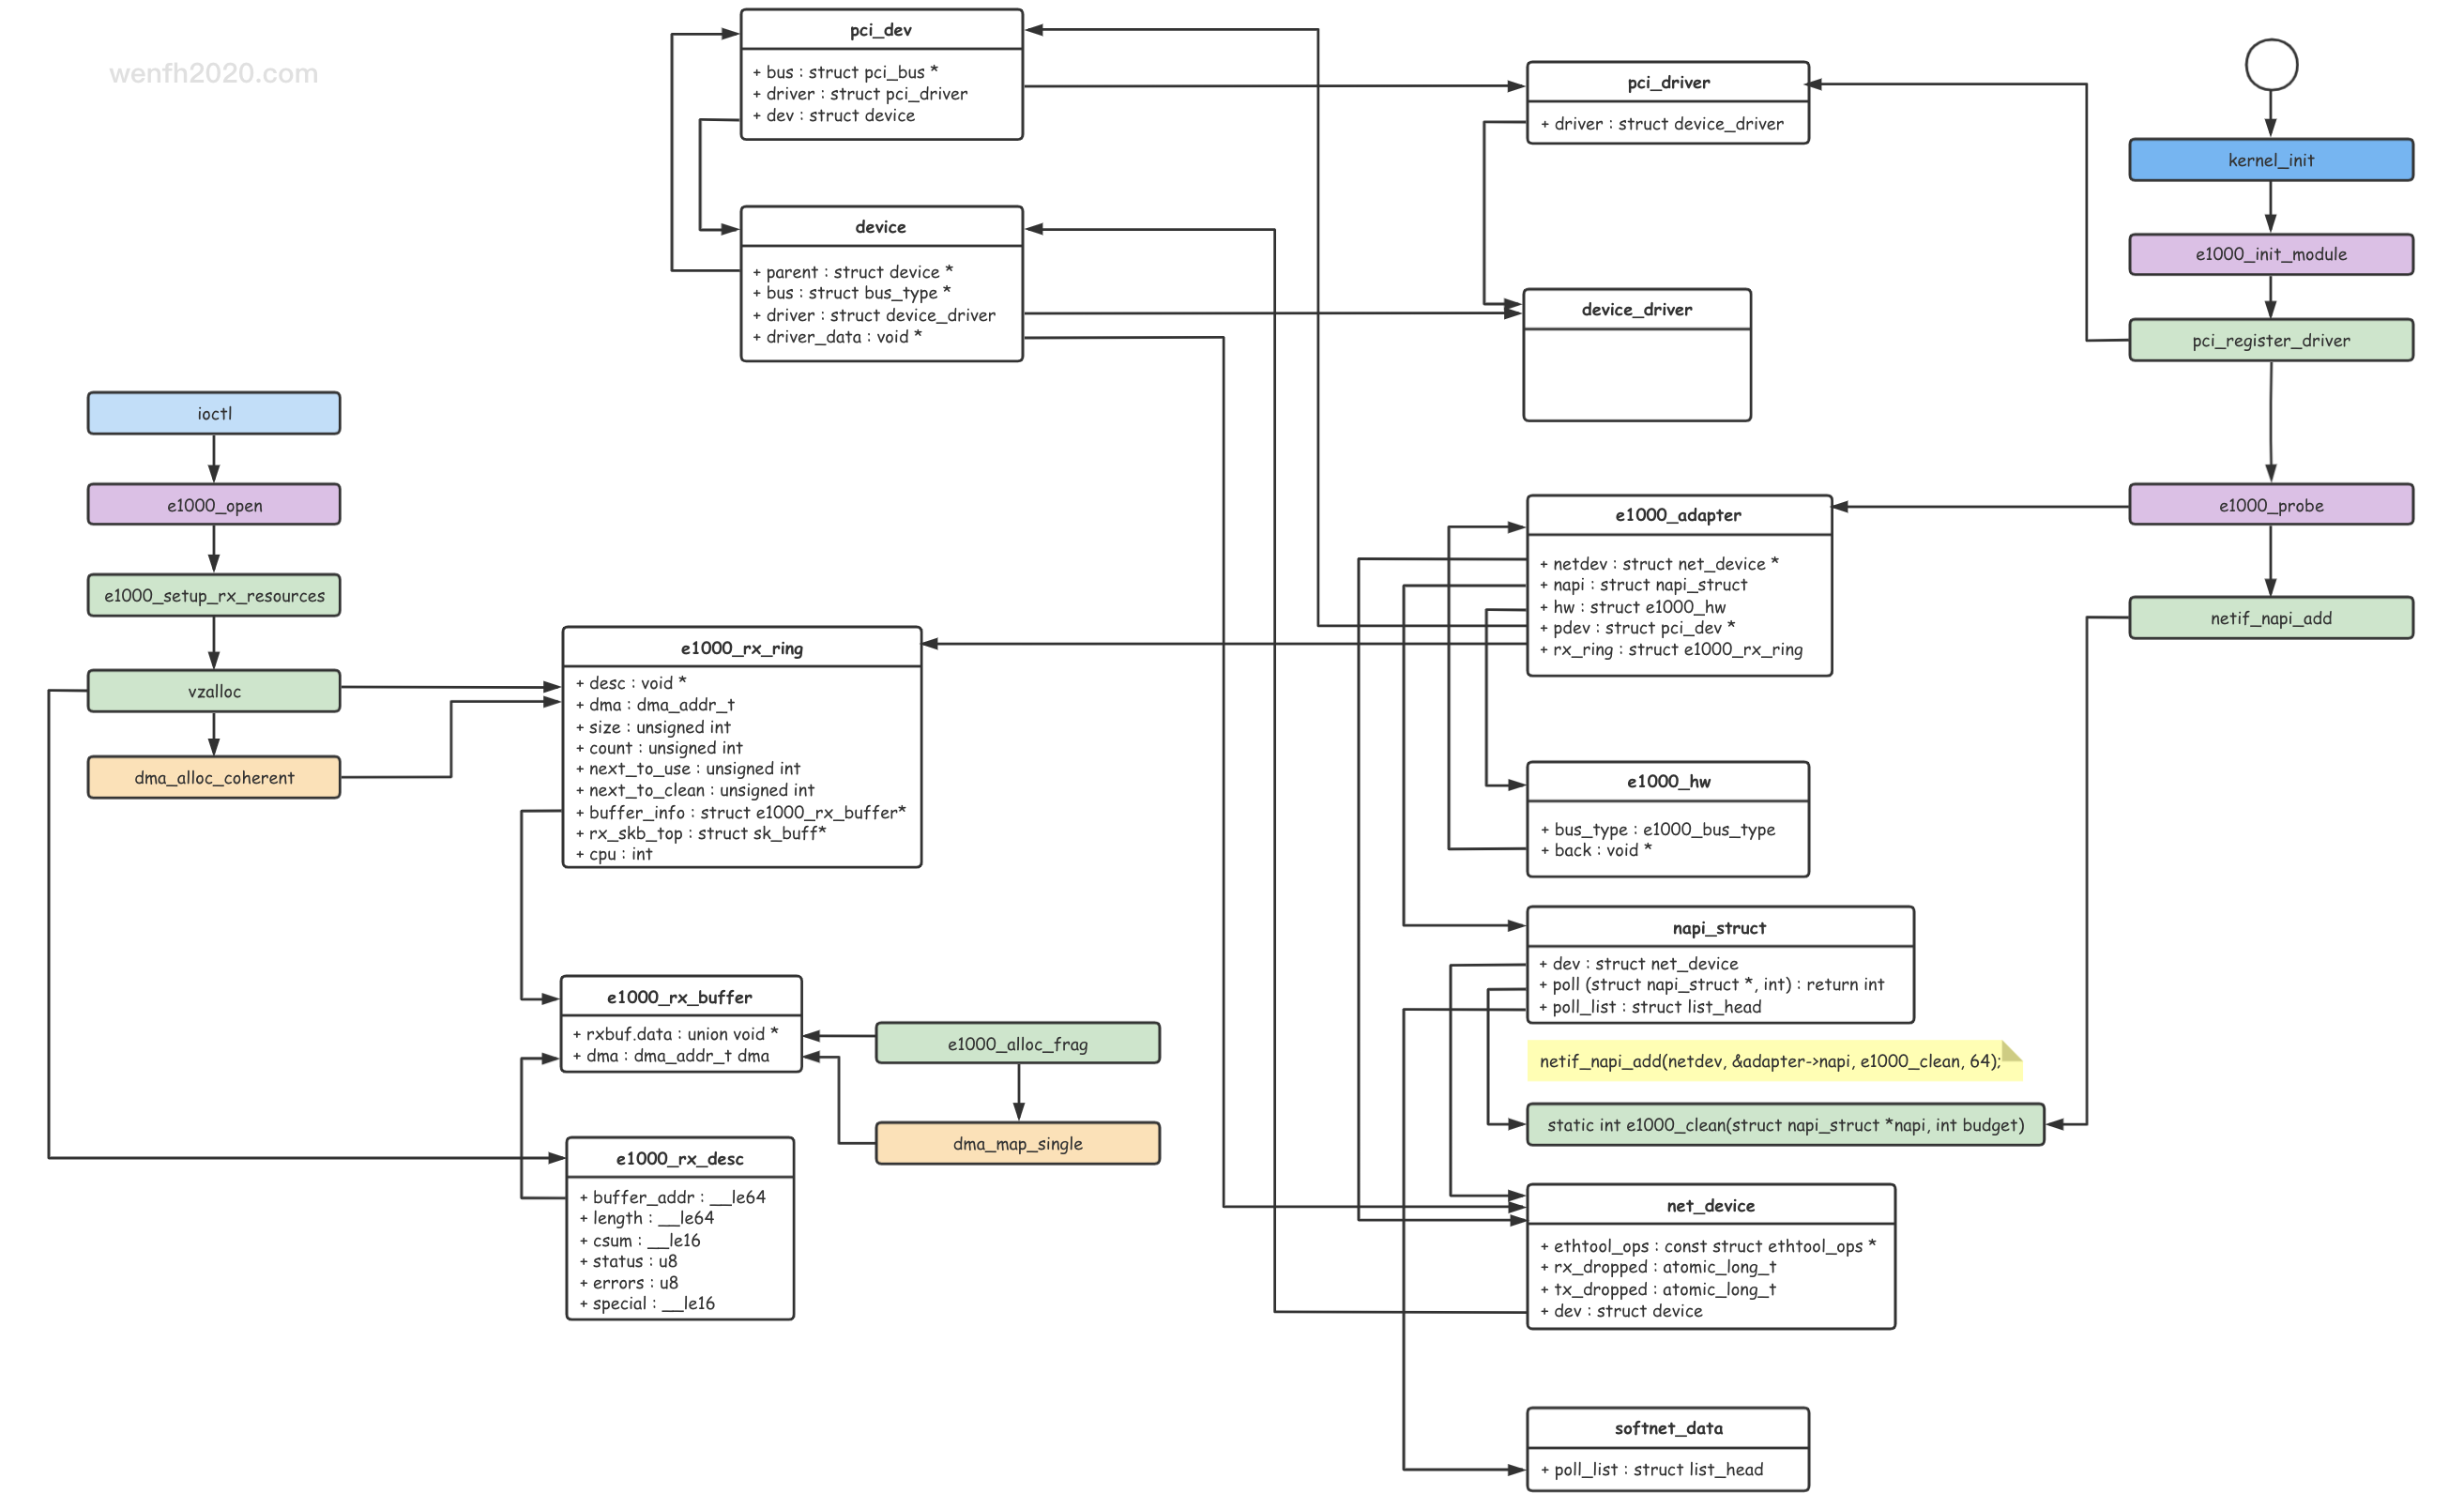 wenfh2020.com
pci_dev
+ bus : struct pci_bus *
+ driver : struct pci_driver
+ dev : struct device
pci_driver
+ driver : struct device_driver
kernel_init
e1000_init_module
pci_register_driver
device
+ parent : struct device *
+ bus : struct bus_type *
+ driver : struct device_driver
+ driver_data : void *
device_driver
ioctl
e1000_open
e1000_setup_rx_resources
vzalloc
dma_alloc_coherent
e1000_adapter
+ netdev : struct net_device *
+ napi : struct napi_struct
+ hw : struct e1000_hw
+ pdev : struct pci_dev *
+ rx_ring : struct e1000_rx_ring
e1000_probe
netif_napi_add
e1000_rx_ring
+ desc : void *
+ dma : dma_addr_t
+ size : unsigned int
+ count : unsigned int
+ next_to_use : unsigned int
+ next_to_clean : unsigned int
+ buffer_info : struct e1000_rx_buffer*
+ rx_skb_top : struct sk_buff*
+ cpu : int
e1000_hw
+ bus_type : e1000_bus_type
+ back : void *
napi_struct
+ dev : struct net_device
+ poll (struct napi_struct *, int) : return int
+ poll_list : struct list_head
e1000_rx_buffer
+ rxbuf.data : union void *
+ dma : dma_addr_t dma
e1000_alloc_frag
dma_map_single
netif_napi_add(netdev, &adapter->napi, e1000_clean, 64);
static int e1000_clean(struct napi_struct *napi, int budget)
e1000_rx_desc
+ buffer_addr : __le64
+ length : __le64
+ csum : __le16
+ status : u8
+ errors : u8
+ special : __le16
net_device
+ ethtool_ops : const struct ethtool_ops *
+ rx_dropped : atomic_long_t
+ tx_dropped : atomic_long_t
+ dev : struct device
softnet_data
+ poll_list : struct list_head